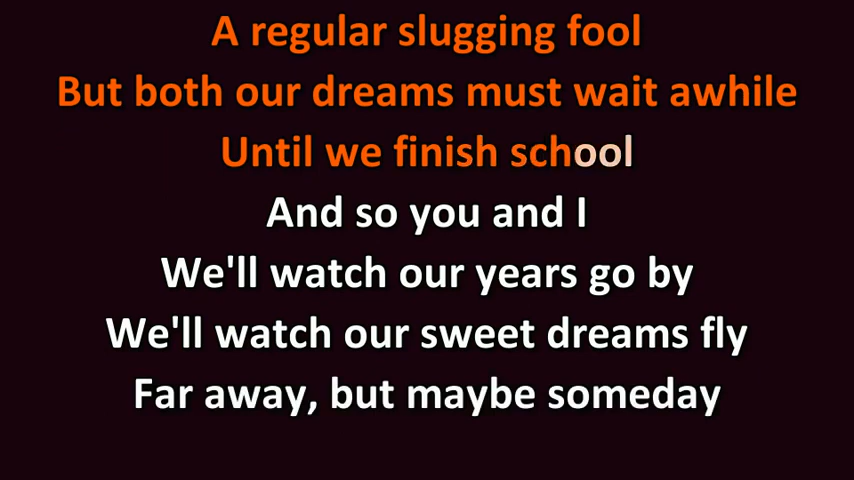 A regular slugging fool
But both our dreams must wait awhile
Until we finish school
And so you and I
We'll watch our years go by
We'll watch our sweet dreams fly
Far away, but maybe someday